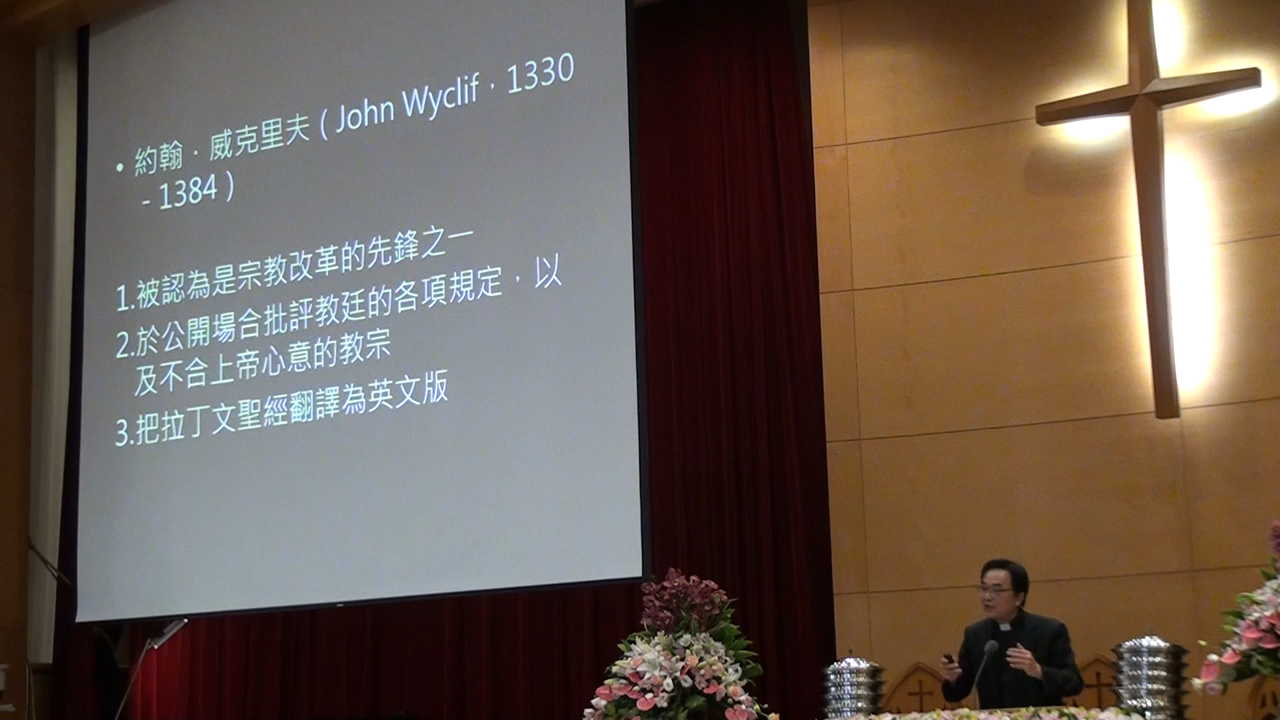 • 約翰．威克里夫（John Wyclif，1330
- 1384）
1.被認為是宗教改革的先鋒之一
2.於公開場合批評教廷的各項規定，以
及不合上帝心意的教宗
3.把拉丁文聖經翻譯為英文版